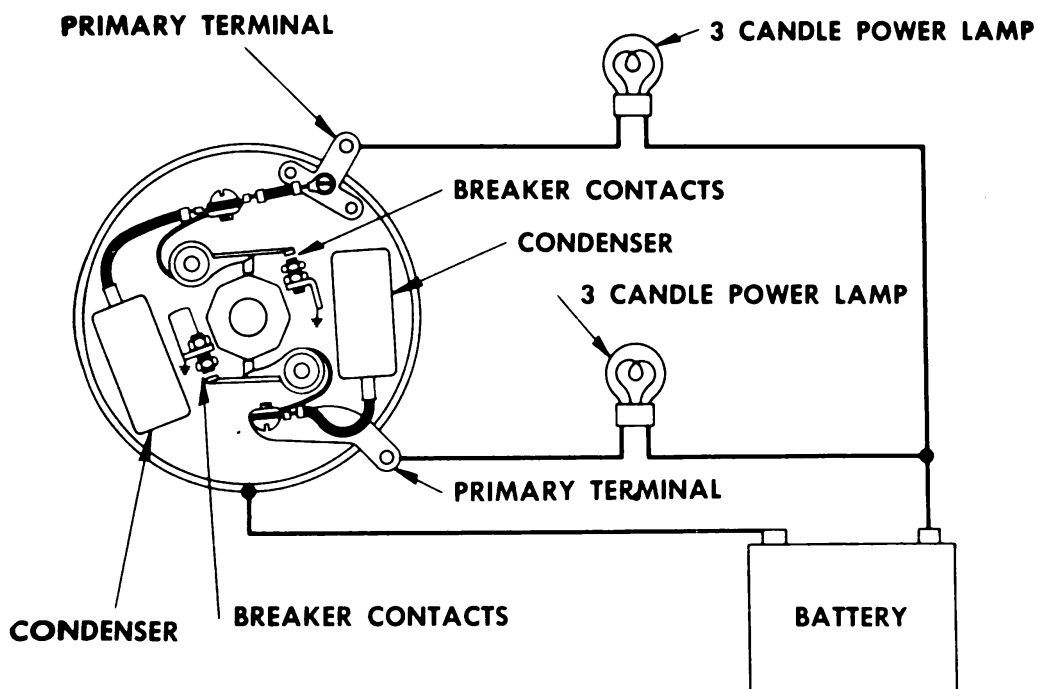 PRIMARY TERMINAL
3 CANDLE POWER LAMP
BREAKER CONTACTS
CONDENSER
3 CANDLE POWER LAMP
PRIMARY TERMINAL
BREAKER CONTACTS
CONDENSER
BATTERY